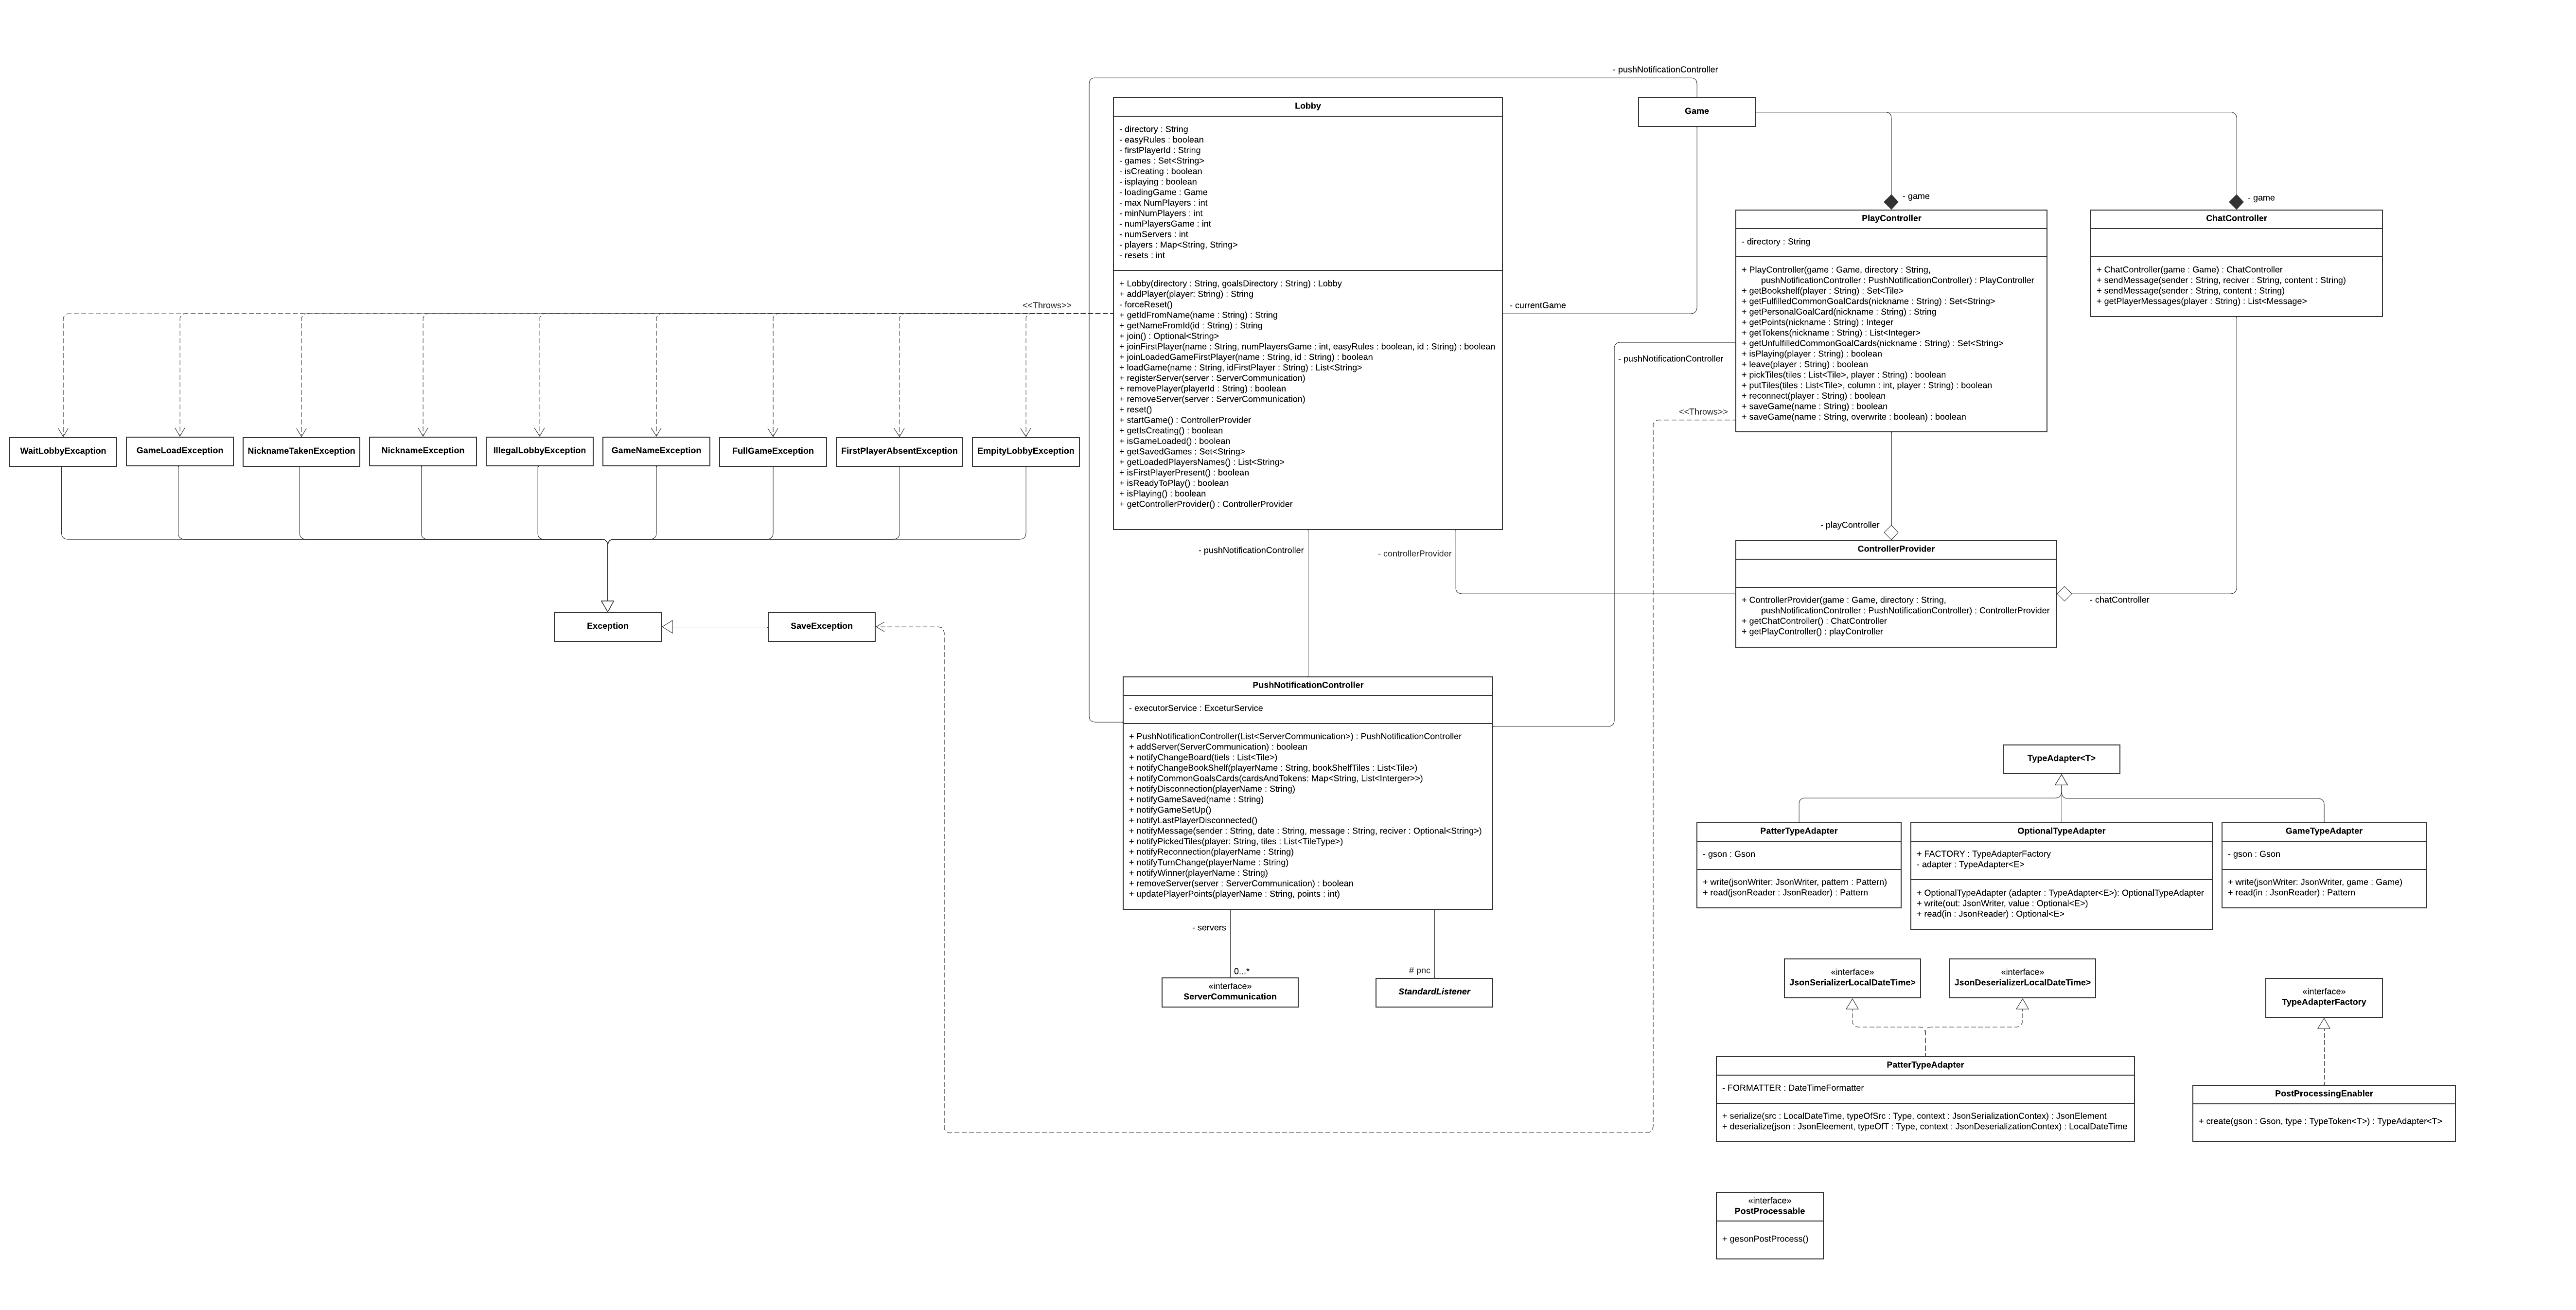 - pushNotificationController
Lobby
- directory : String
- easyRules : boolean
- firstPlayerId : String
- games : Set<String>
- isCreating : boolean
- isplaying : boolean
- loadingGame : Game
- max NumPlayers : int
- minNumPlayers : int
- numPlayersGame : int
- numServers : int
- players : Map<String, String>
- resets : int
+ Lobby(directory : String, goalsDirectory : String) : Lobby
+ addPlayer(player: String) : String
- forceReset()
+ getIdFromName(name : String) : String
+ getNameFromId(id : String) : String
+ join() : Optional<String>
+ joinFirstPlayer(name : String, numPlayersGame : int, easyRules : boolean, id : String) : boolean
+ joinLoadedGameFirstPlayer(name : String, id : String) : boolean
+ loadGame(name : String, idFirstPlayer : String) : List<String>
+ registerServer(server : ServerCommunication)
+ removePlayer(playerId : String) : boolean
+ removeServer(server : ServerCommunication)
+ reset()
+ startGame() : ControllerProvider
+ getIsCreating() : boolean
+ isGameLoaded() : boolean
+ getSavedGames : Set<String>
+ getLoadedPlayersNames() : List<String>
+ isFirstPlayerPresent() : boolean
+ isReadyToPlay() : boolean
+ isPlaying() : boolean
+ getControllerProvider() : ControllerProvider
Game
- currentGame
- game
- game
PlayController
- directory : String
+ PlayController(game : Game, directory : String,
pushNotificationController : PushNotificationController) : PlayController
+ getBookshelf(player : String) : Set<Tile>
+ getFulfilledCommonGoalCards(nickname : String) : Set<String>
+ getPersonalGoalCard(nickname : String) : String
+ getPoints(nickname : String) : Integer
+ getTokens(nickname : String) : List<Integer>
+ getUnfulfilledCommonGoalCards(nickname : String) : Set<String>
+ isPlaying(player : String) : boolean
+ leave(player : String) : boolean
+ pickTiles(tiles : List<Tile>, player : String) : boolean
+ putTiles(tiles : List<Tile>, column : int, player : String) : boolean
+ reconnect(player : String) : boolean
+ saveGame(name : String) : boolean
+ saveGame(name : String, overwrite : boolean) : boolean
ChatController
+ ChatController(game : Game) : ChatController
+ sendMessage(sender : String, reciver : String, content : String)
+ sendMessage(sender : String, content : String)
+ getPlayerMessages(player : String) : List<Message>
<<Throws>>
- pushNotificationController
<<Throws>>
WaitLobbyExcaption
GameLoadException
NicknameTakenException
NicknameException
IllegalLobbyException
GameNameException
FullGameException
FirstPlayerAbsentException
EmpityLobbyException
- playController
ControllerProvider
+ ControllerProvider(game : Game, directory : String,
pushNotificationController : PushNotificationController) : ControllerProvider
+ getChatController() : ChatController
+ getPlayController() : playController
- chatController
- pushNotificationController
- controllerProvider
Exception
SaveException
PushNotificationController
- executorService : ExceturService
+ PushNotificationController(List<ServerCommunication>) : PushNotificationController
+ addServer(ServerCommunication) : boolean
+ notifyChangeBoard(tiels : List<Tile>)
+ notifyChangeBookShelf(playerName : String, bookShelfTiles : List<Tile>)
+ notifyCommonGoalsCards(cardsAndTokens: Map<String, List<Interger>>)
+ notifyDisconnection(playerName : String)
+ notifyGameSaved(name : String)
+ notifyGameSetUp()
+ notifyLastPlayerDisconnected()
+ notifyMessage(sender : String, date : String, message : String, reciver : Optional<String>)
+ notifyPickedTiles(player: String, tiles : List<TileType>)
+ notifyReconnection(playerName : String)
+ notifyTurnChange(playerName : String)
+ notifyWinner(playerName : String)
+ removeServer(server : ServerCommunication) : boolean
+ updatePlayerPoints(playerName : String, points : int)
- servers
0...*
# pnc
«interface»
ServerCommunication
StandardListener
TypeAdapter<T>
PatterTypeAdapter
- gson : Gson
+ write(jsonWriter: JsonWriter, pattern : Pattern)
+ read(jsonReader : JsonReader) : Pattern
OptionalTypeAdapter
+ FACTORY : TypeAdapterFactory
- adapter : TypeAdapter<E>
+ OptionalTypeAdapter (adapter : TypeAdapter<E>): OptionalTypeAdapter
+ write(out: JsonWriter, value : Optional<E>)
+ read(in : JsonReader) : Optional<E>
GameTypeAdapter
- gson : Gson
+ write(jsonWriter: JsonWriter, game : Game)
+ read(in : JsonReader) : Pattern
«interface»
JsonSerializerLocalDateTime>
«interface»
JsonDeserializerLocalDateTime>
«interface»
TypeAdapterFactory
PatterTypeAdapter
- FORMATTER : DateTimeFormatter
+ serialize(src : LocalDateTime, typeOfSrc : Type, context : JsonSerializationContex) : JsonElement
+ deserialize(json : JsonEleement, typeOfT : Type, context : JsonDeserializationContex) : LocalDateTime
PostProcessingEnabler
+ create(gson : Gson, type : TypeToken<T>) : TypeAdapter<T>
«interface»
PostProcessable
+ gesonPostProcess()